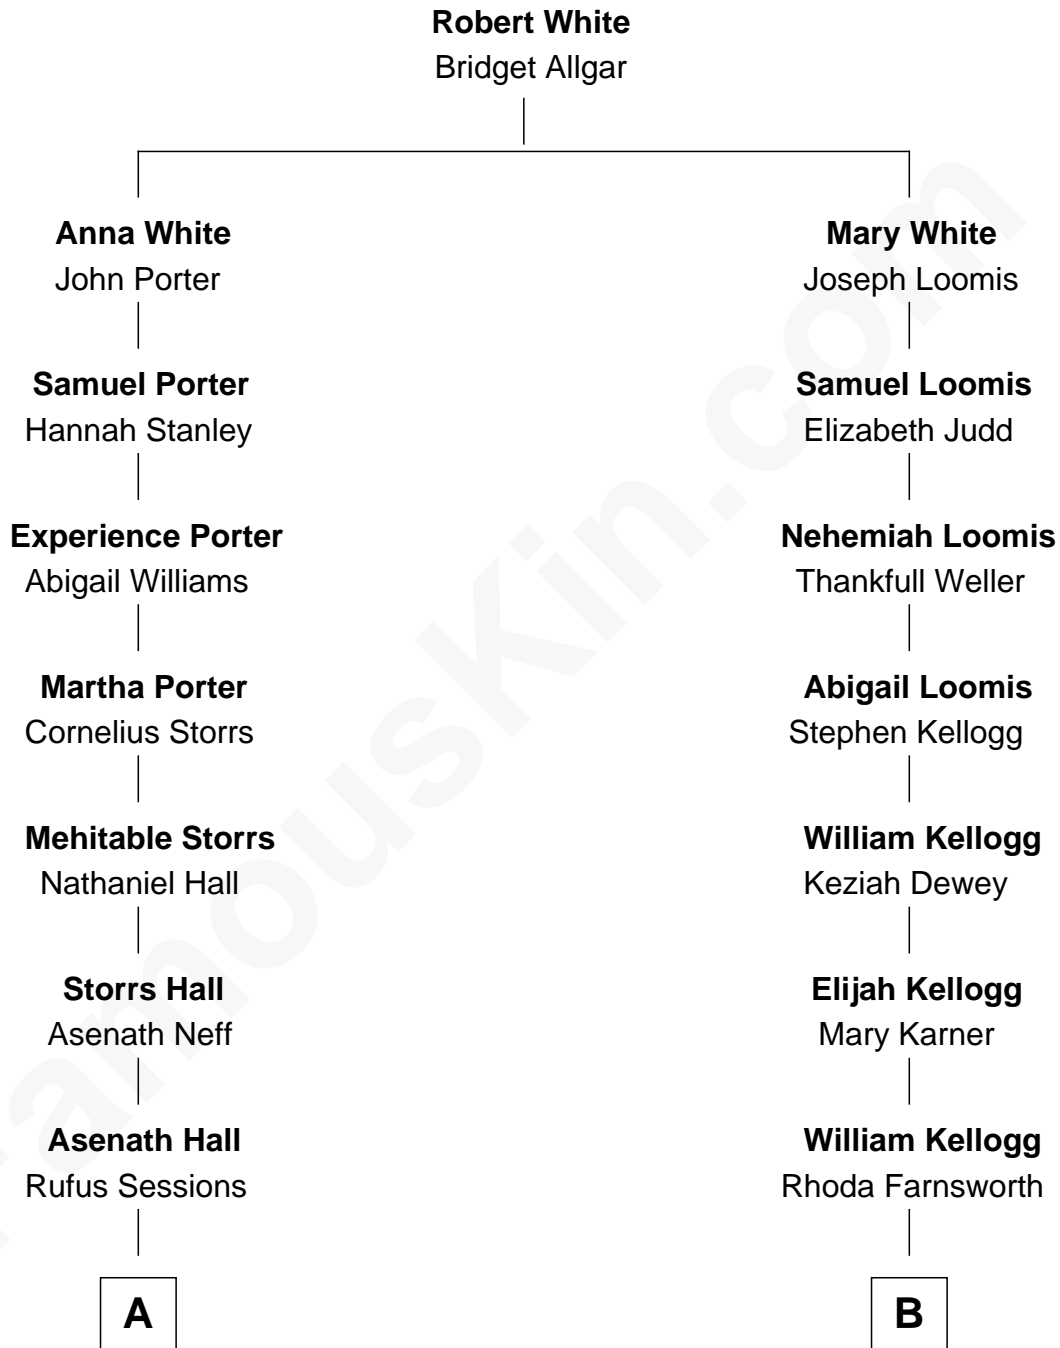 Robert White
Bridget Allgar
Anna White
John Porter
Samuel Porter
Hannah Stanley
Experience Porter
Abigail Williams
Martha Porter
Cornelius Storrs
Mehitable Storrs
Nathaniel Hall
Storrs Hall
Asenath Neff
Asenath Hall
Rufus Sessions
A
Mary White
Joseph Loomis
Samuel Loomis
Elizabeth Judd
Nehemiah Loomis
Thankfull Weller
Abigail Loomis
Stephen Kellogg
William Kellogg
Keziah Dewey
Elijah Kellogg
Mary Karner
William Kellogg
Rhoda Farnsworth
B
FamousKin.com